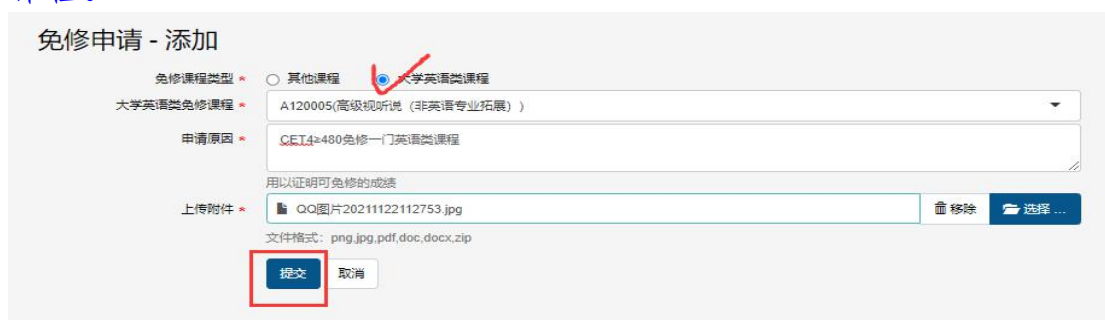 免修申请 - 添加
免修课程类型 * 其他课程 大学英语类课程
大学英语类免修课程 * A120005(高级视听说（非英语专业拓展）)
申请原因 * CET4≥480免修一门英语类课程
用以证明可免修的成绩
上传附件 * QQ图片20211122112753.jpg 移除 选择 ...
文件格式：png,jpg,pdf,doc,docx,zip
提交 取消